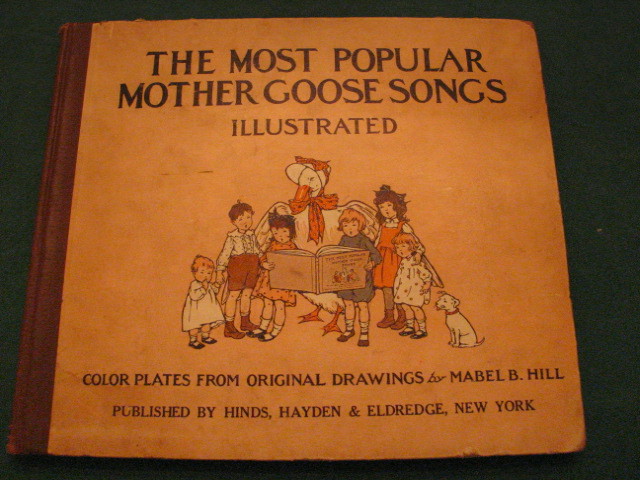 THE MOST POPULAR
MOTHER GOOSE SONGS
ILLUSTRATED
COLOR PLATES FROM ORIGINAL DRAWINGS by MABEL B. HILL
PUBLISHED BY HINDS, HAYDEN & ELDREDGE, NEW YORK